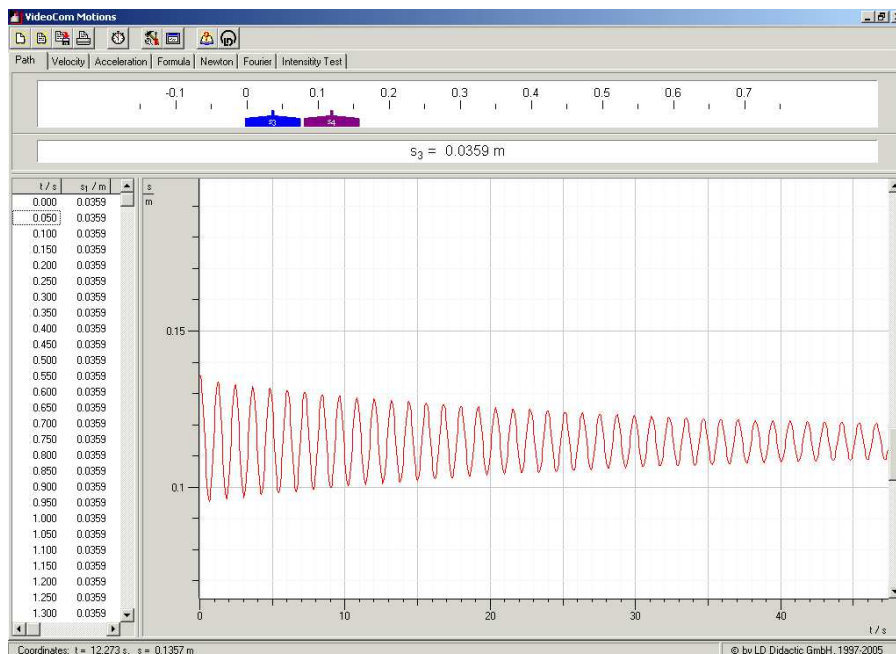 VideoCom Motions
Path Velocity Acceleration Formula Newton Fourier Intensitity Test
-0.1 0 0.1 0.2 0.3 0.4 0.5 0.6 0.7
s3 s4
s₃ = 0.0359 m
t / s s₁ / m
0.000 0.0359
0.050 0.0359
0.100 0.0359
0.150 0.0359
0.200 0.0359
0.250 0.0359
0.300 0.0359
0.350 0.0359
0.400 0.0359
0.450 0.0359
0.500 0.0359
0.550 0.0359
0.600 0.0359
0.650 0.0359
0.700 0.0359
0.750 0.0359
0.800 0.0359
0.850 0.0359
0.900 0.0359
0.950 0.0359
1.000 0.0359
1.050 0.0359
1.100 0.0359
1.150 0.0359
1.200 0.0359
1.250 0.0359
1.300 0.0359
s
m
0.15
0.1
0 10 20 30 40
t / s
Coordinates: t = 12.273 s, s = 0.1357 m
© by LD Didactic GmbH, 1997-2005